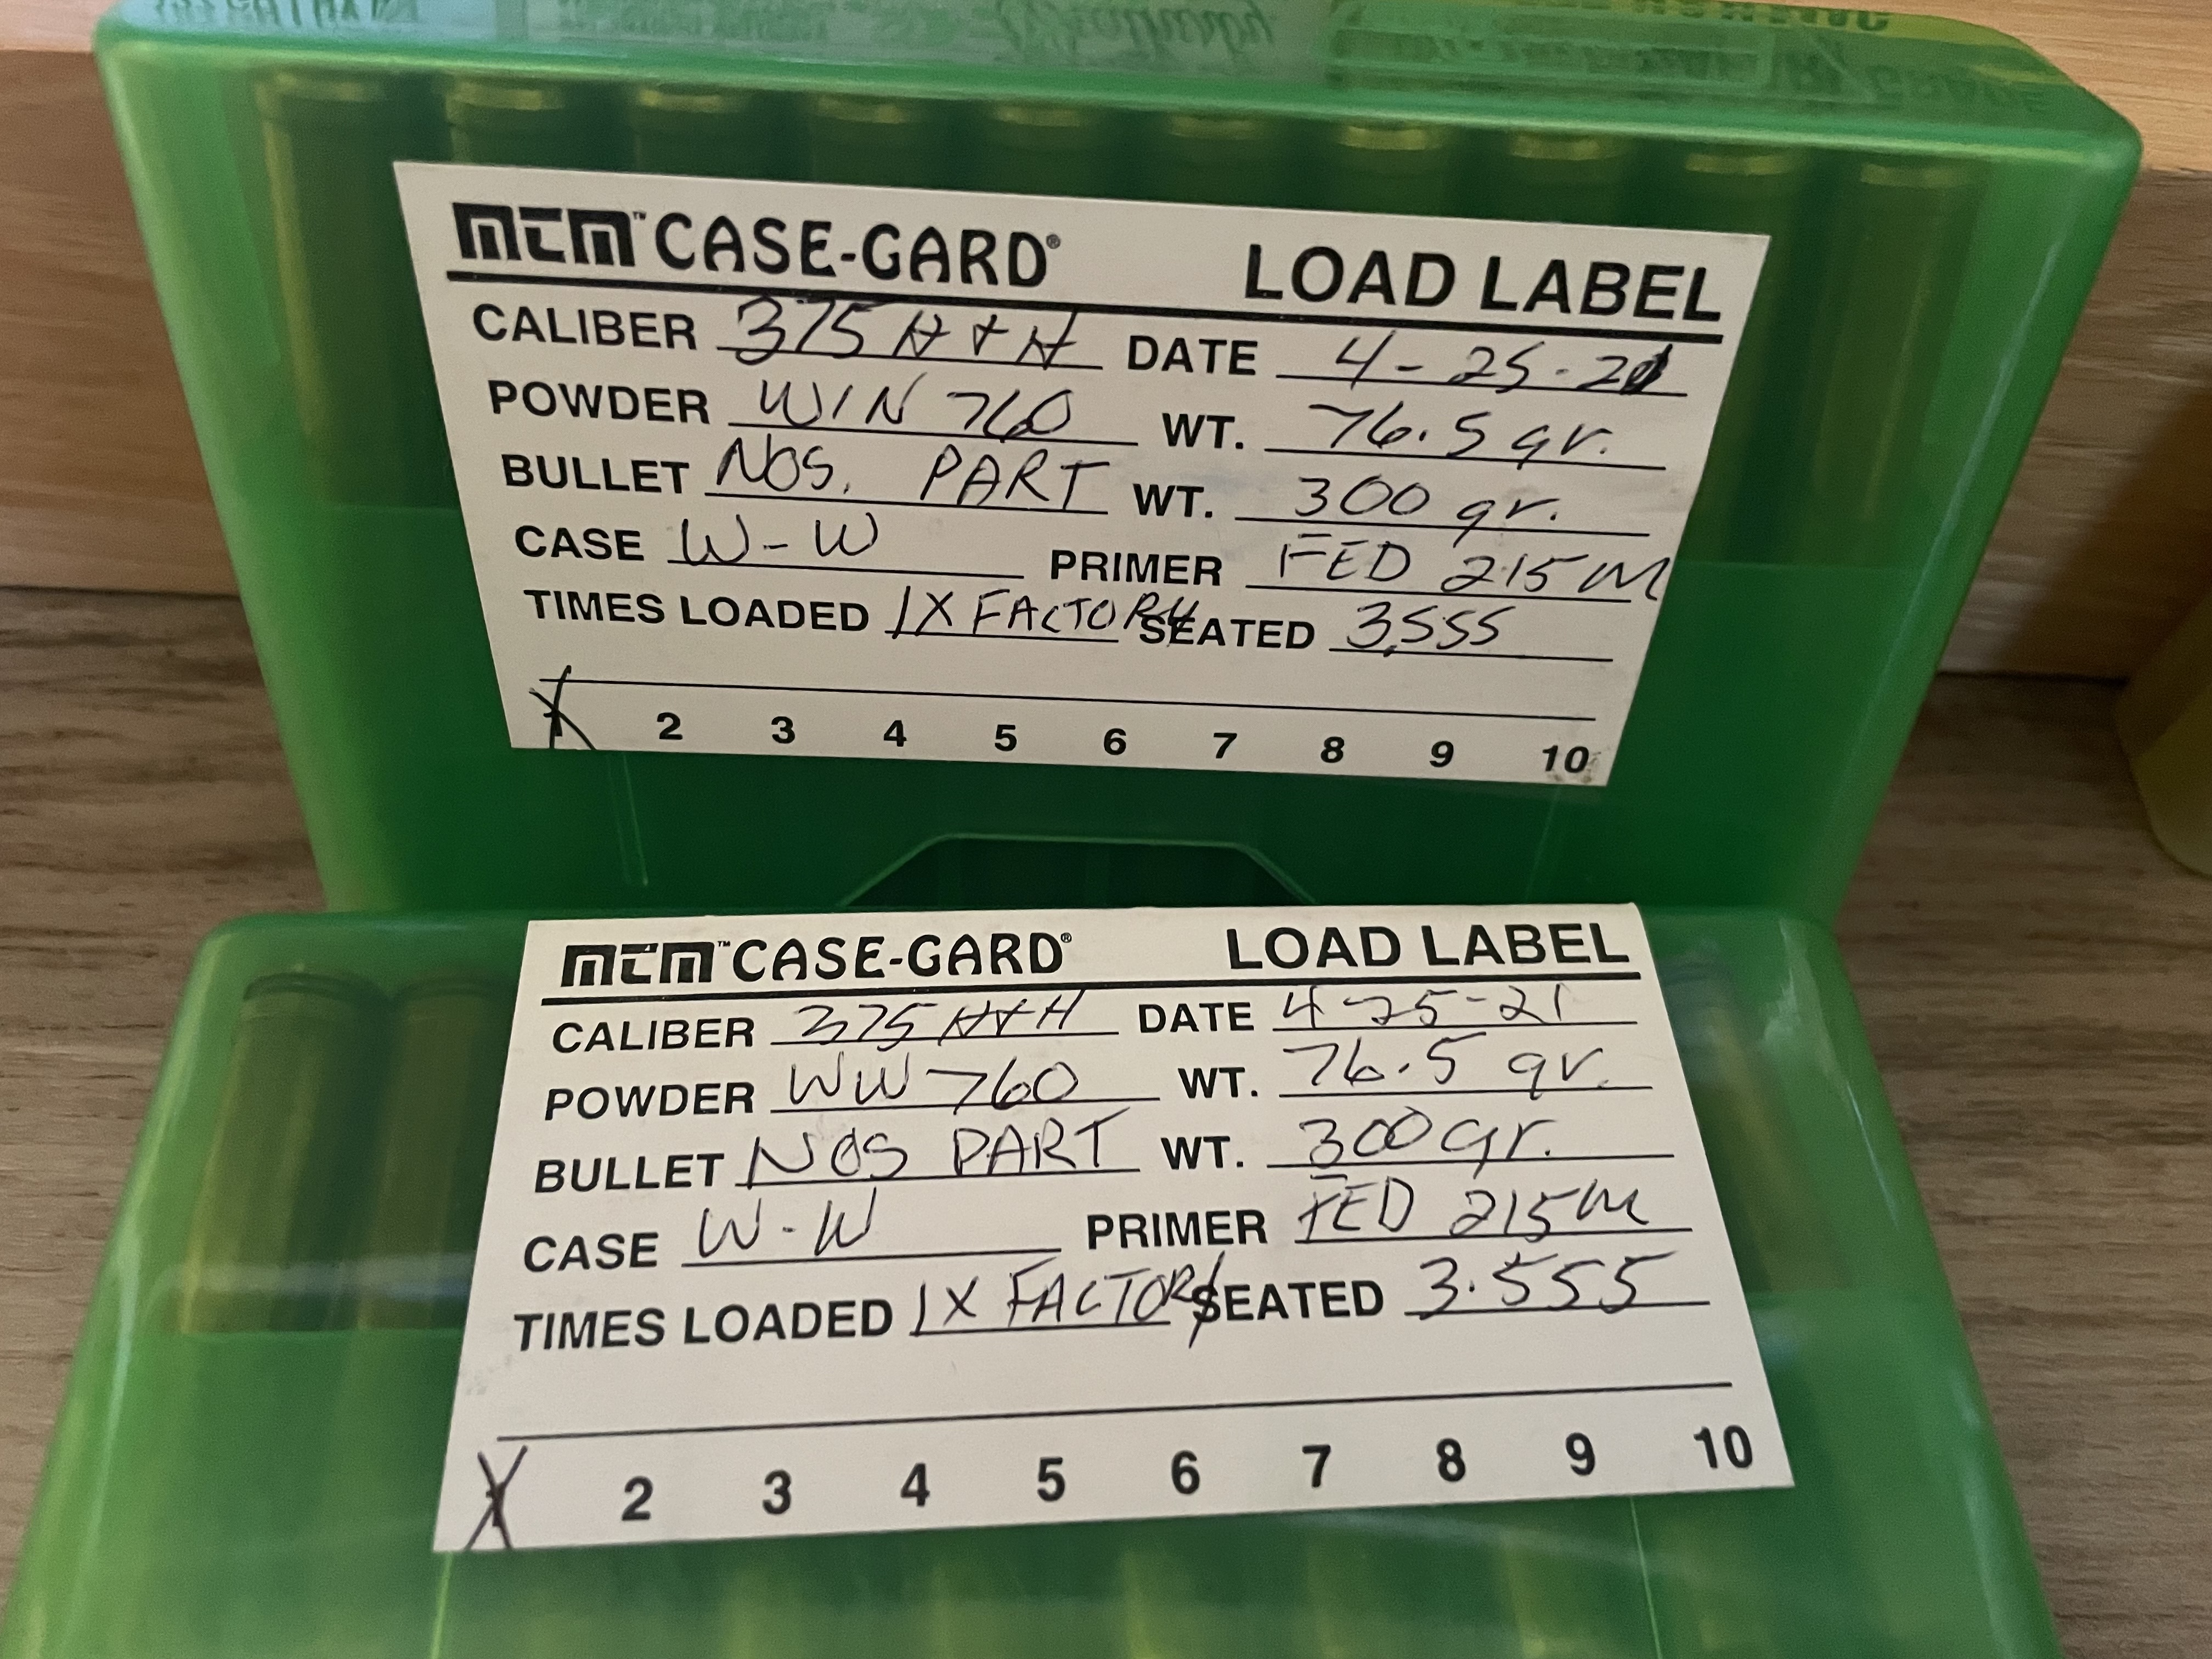 MTM™ CASE-GARD® LOAD LABEL
CALIBER 375 H+H DATE 4-25-21
POWDER WIN 760 WT. 76.5 gr.
BULLET NOS. PART WT. 300 gr.
CASE W-W PRIMER FED 215M
TIMES LOADED 1X FACTORY SEATED 3.555
1 2 3 4 5 6 7 8 9 10
MTM™ CASE-GARD® LOAD LABEL
CALIBER 375 H+H DATE 4-25-21
POWDER WW 760 WT. 76.5 gr.
BULLET NOS PART WT. 300 gr.
CASE W-W PRIMER FED 215M
TIMES LOADED 1X FACTORY SEATED 3.555
1 2 3 4 5 6 7 8 9 10